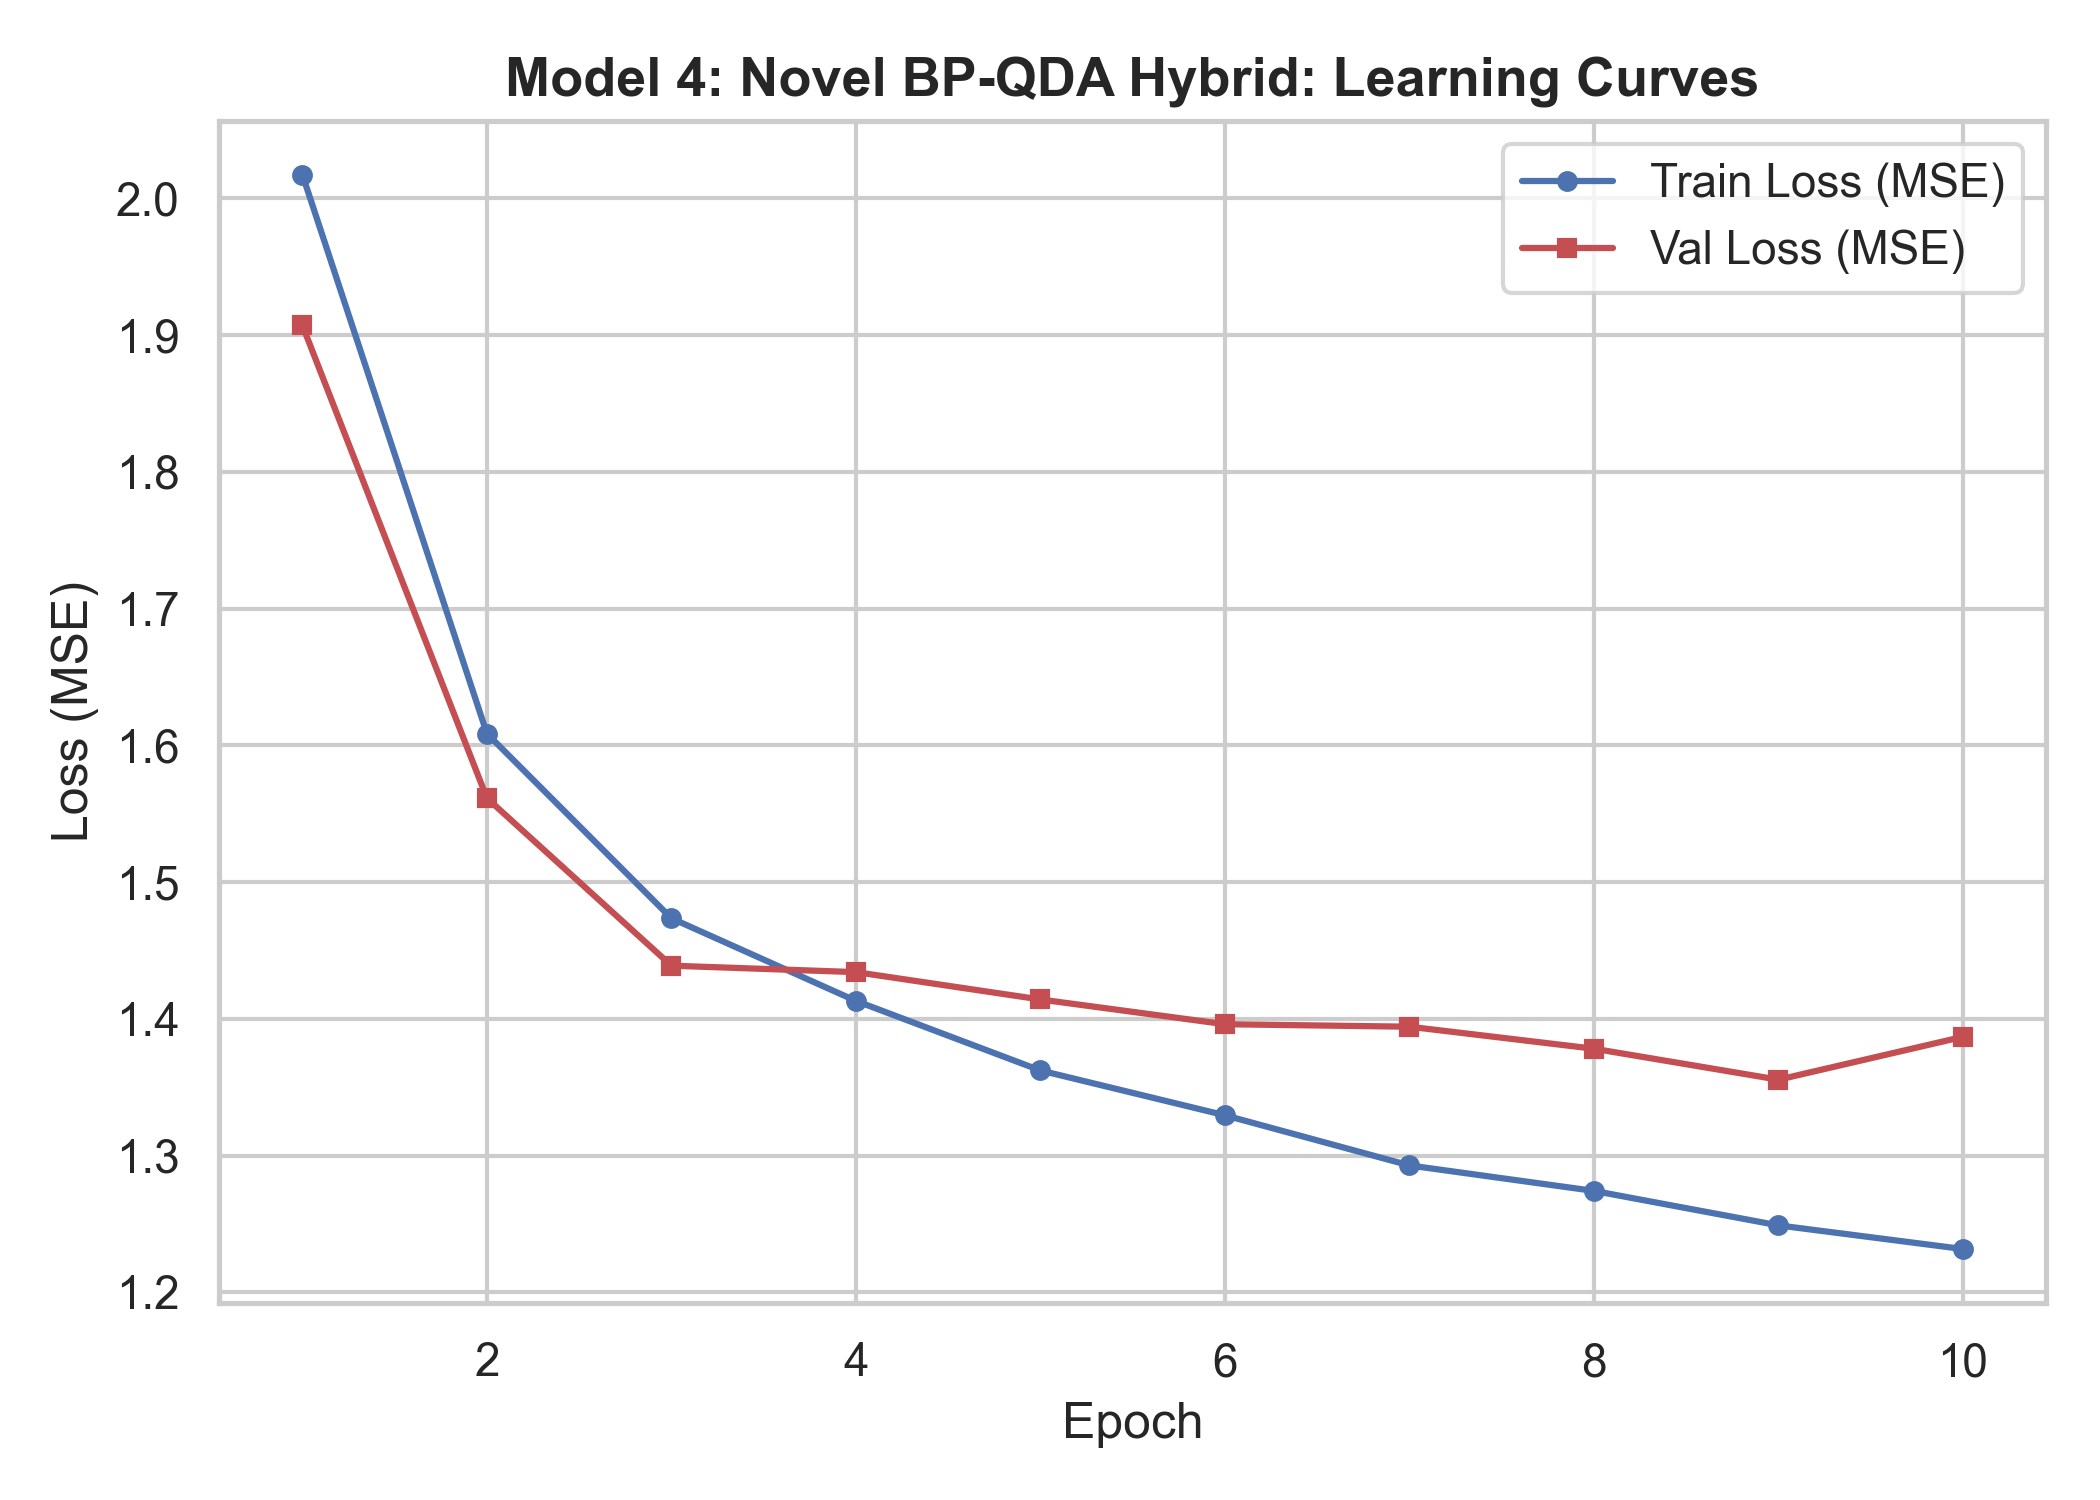 Model 4: Novel BP-QDA Hybrid: Learning Curves
Train Loss (MSE)
Val Loss (MSE)
Loss (MSE)
2.0
1.9
1.8
1.7
1.6
1.5
1.4
1.3
1.2
2 4 6 8 10
Epoch